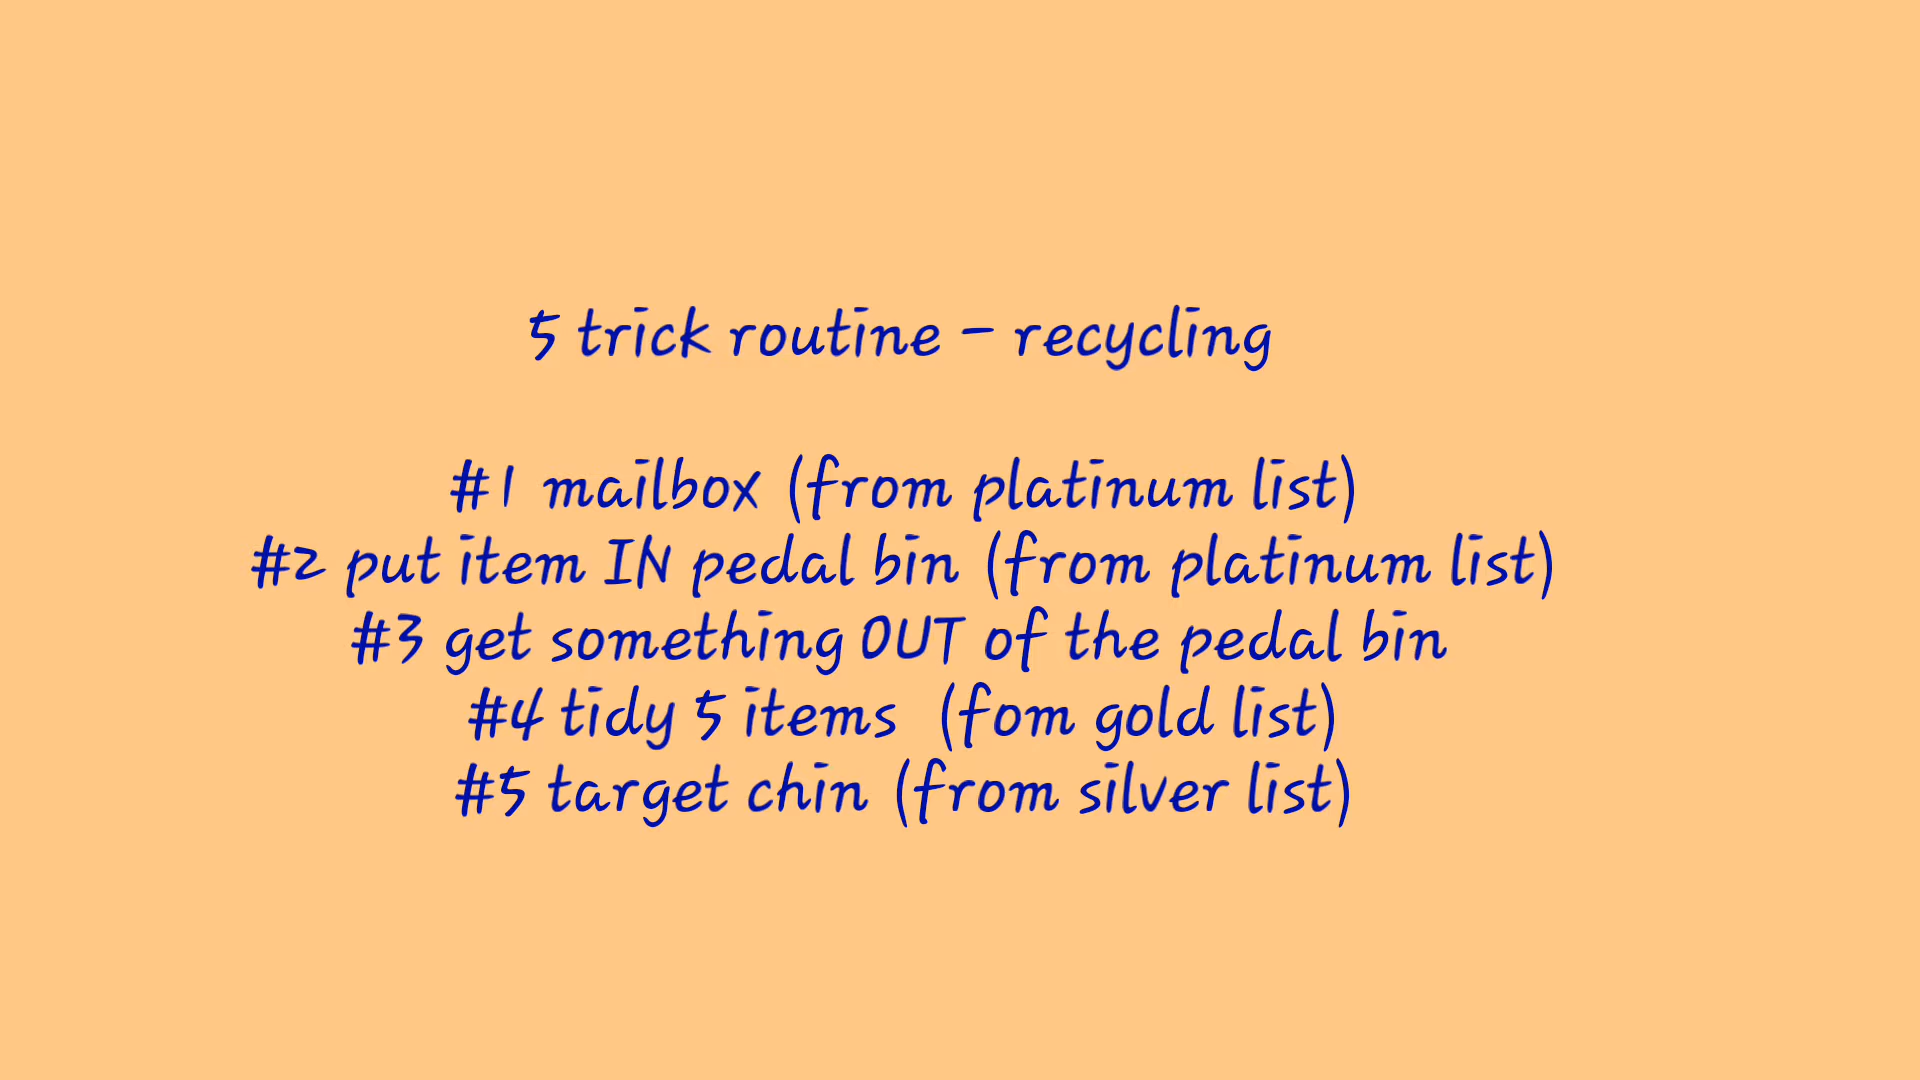 5 trick routine - recycling
#1 mailbox (from platinum list)
#2 put item IN pedal bin (from platinum list)
#3 get something OUT of the pedal bin
#4 tidy 5 items (fom gold list)
#5 target chin (from silver list)